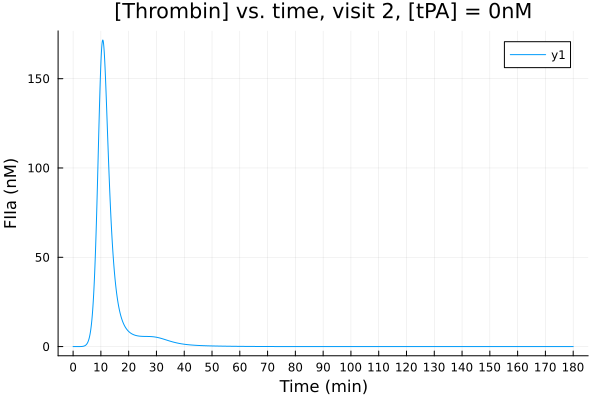 [Thrombin] vs. time, visit 2, [tPA] = 0nM
y1
FIIa (nM)
150
100
50
0
0 10 20 30 40 50 60 70 80 90 100 110 120 130 140 150 160 170 180
Time (min)